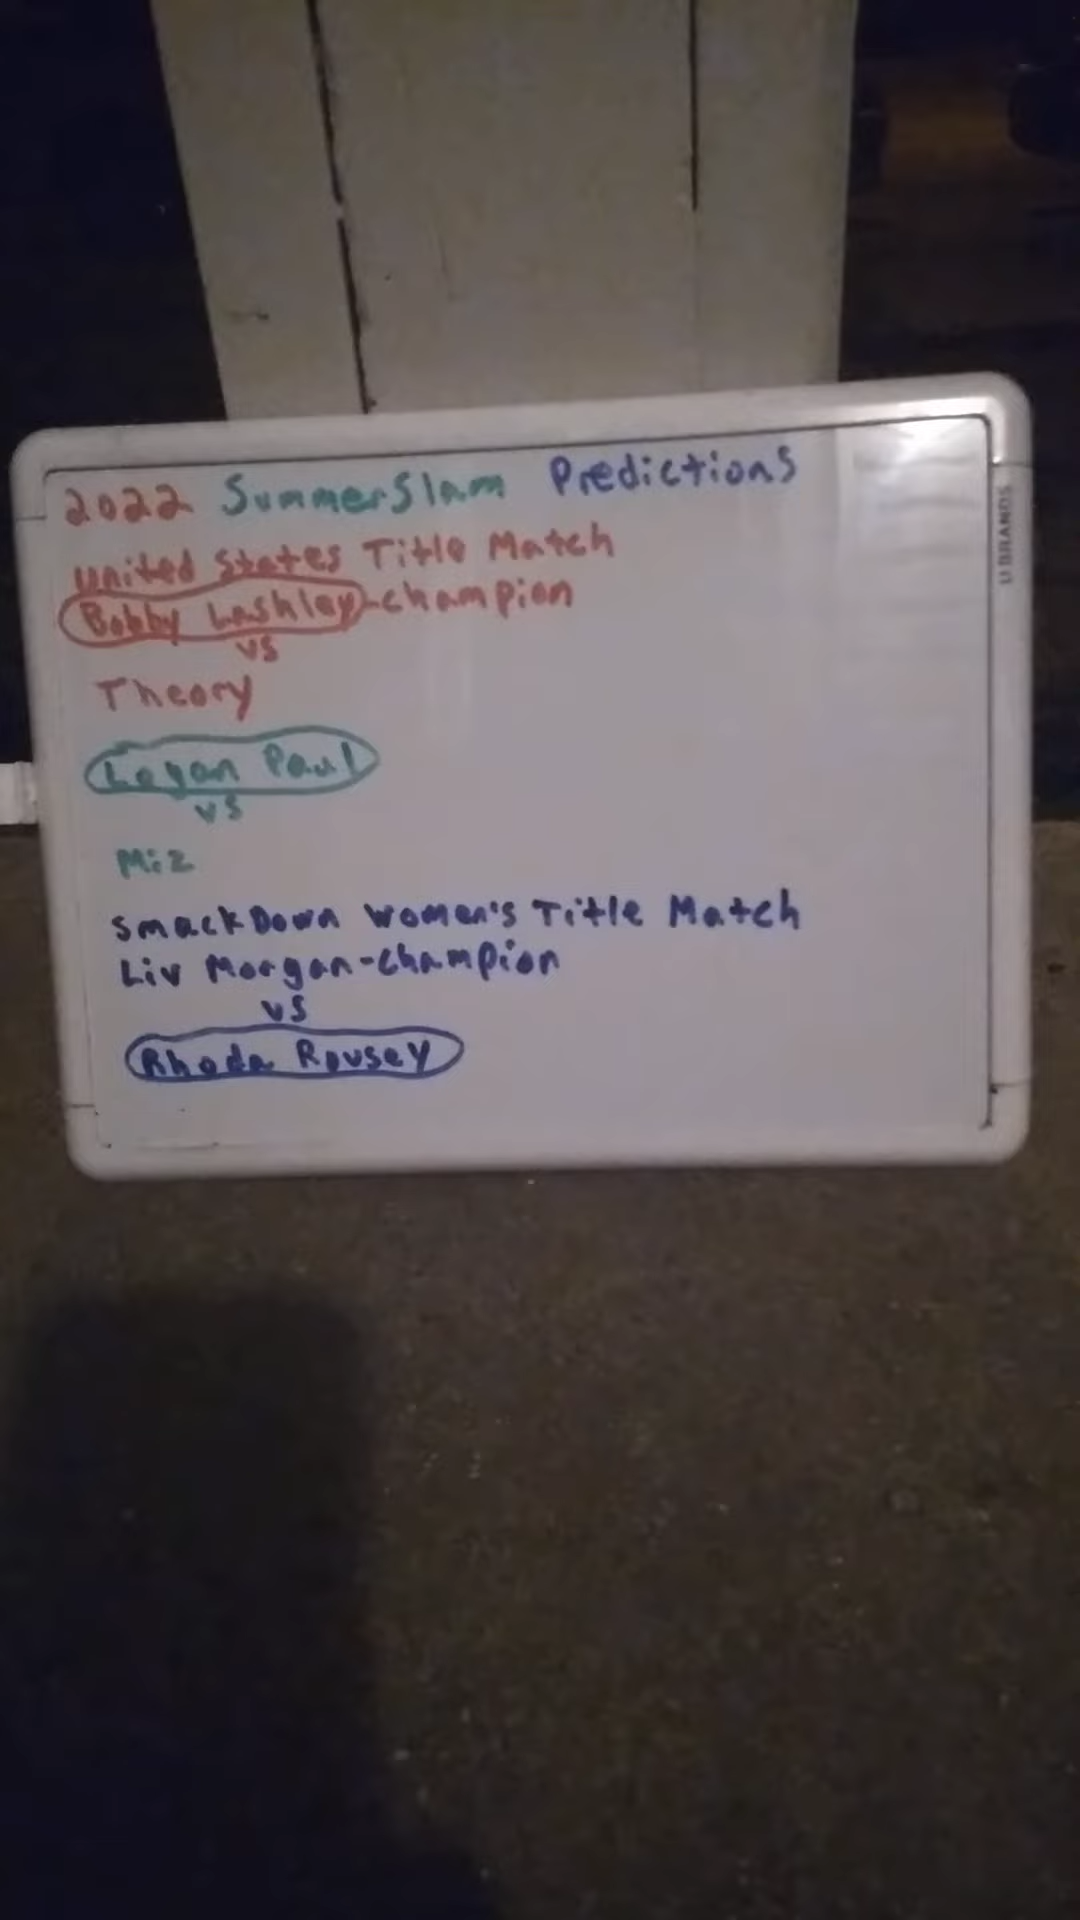 2022 SummerSlam Predictions
United States Title Match
Bobby Lashley-champion
vs
Theory
Logan Paul
vs
Miz
SmackDown Women's Title Match
Liv Morgan-champion
vs
Rhoda Rousey
U BRANDS